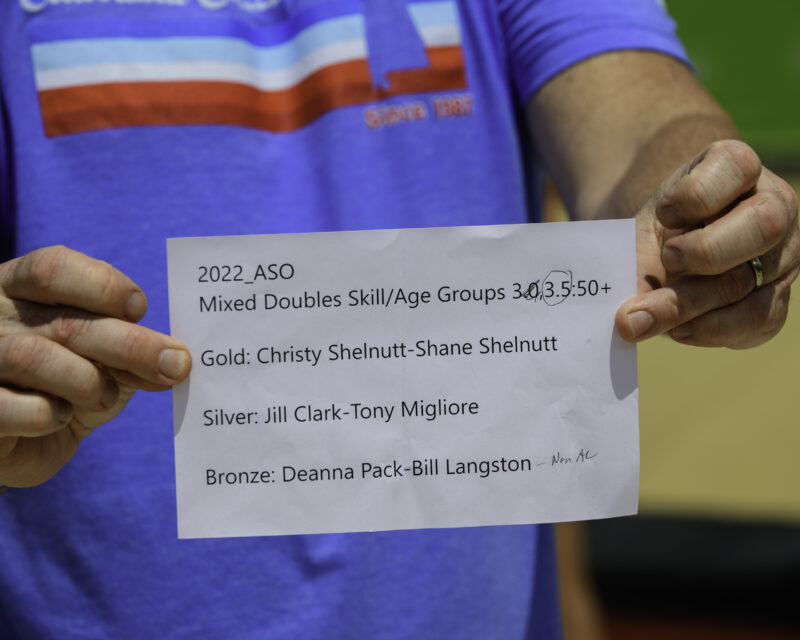 Since 1987
2022_ASO
Mixed Doubles Skill/Age Groups 3.0,3.5:50+
Gold: Christy Shelnutt-Shane Shelnutt
Silver: Jill Clark-Tony Migliore
Bronze: Deanna Pack-Bill Langston - Non AL